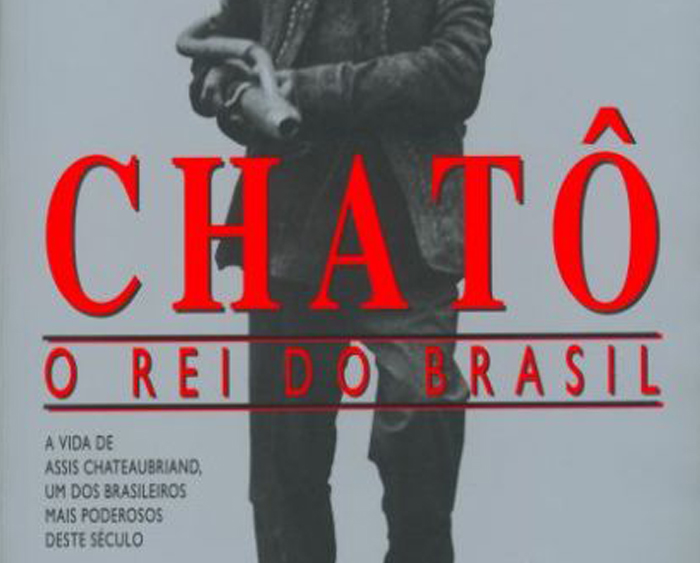 CHATÔ
O REI DO BRASIL
A VIDA DE
ASSIS CHATEAUBRIAND,
UM DOS BRASILEIROS
MAIS PODEROSOS
DESTE SÉCULO